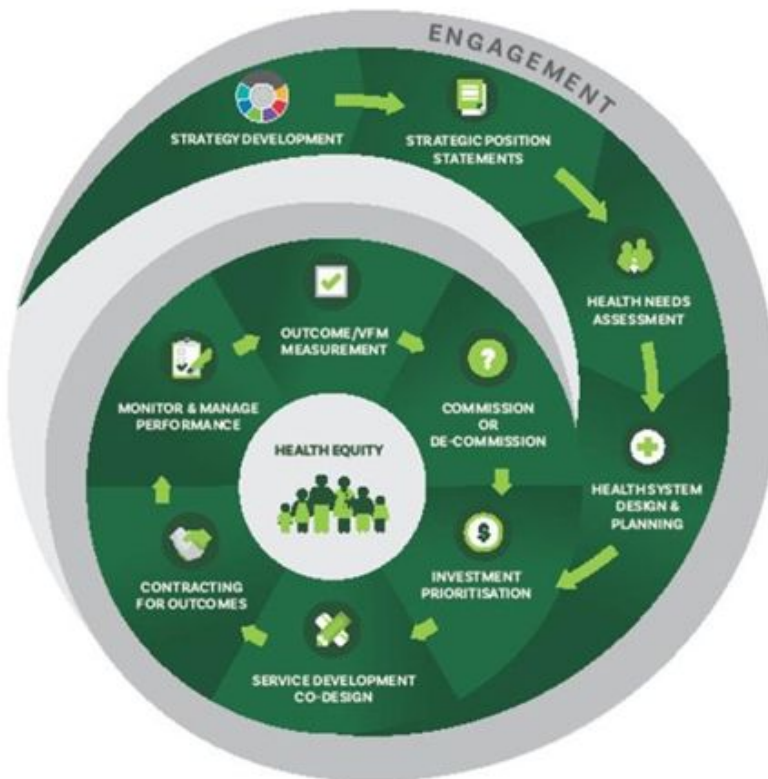 ENGAGEMENT
STRATEGY DEVELOPMENT
STRATEGIC POSITION
STATEMENTS
HEALTH NEEDS
ASSESSMENT
HEALTH SYSTEM
DESIGN &
PLANNING
INVESTMENT
PRIORITISATION
SERVICE DEVELOPMENT
CO-DESIGN
CONTRACTING
FOR OUTCOMES
MONITOR & MANAGE
PERFORMANCE
OUTCOME/VFM
MEASUREMENT
?
COMMISSION
OR
DE-COMMISSION
$
HEALTH EQUITY